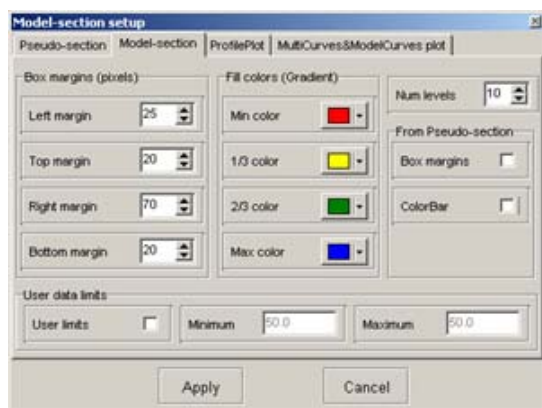 Model-section setup
Pseudo-section Model-section ProfilePlot MultiCurves&ModelCurves plot
Box margins (pixels) Fill colors (Gradient)
Num levels 10
Left margin 25 Min color
From Pseudo-section
Top margin 20 1/3 color Box margins
Right margin 70 2/3 color ColorBar
Bottom margin 20 Max color
User data limits
User limits Minimum 50.0 Maximum 50.0
Apply Cancel